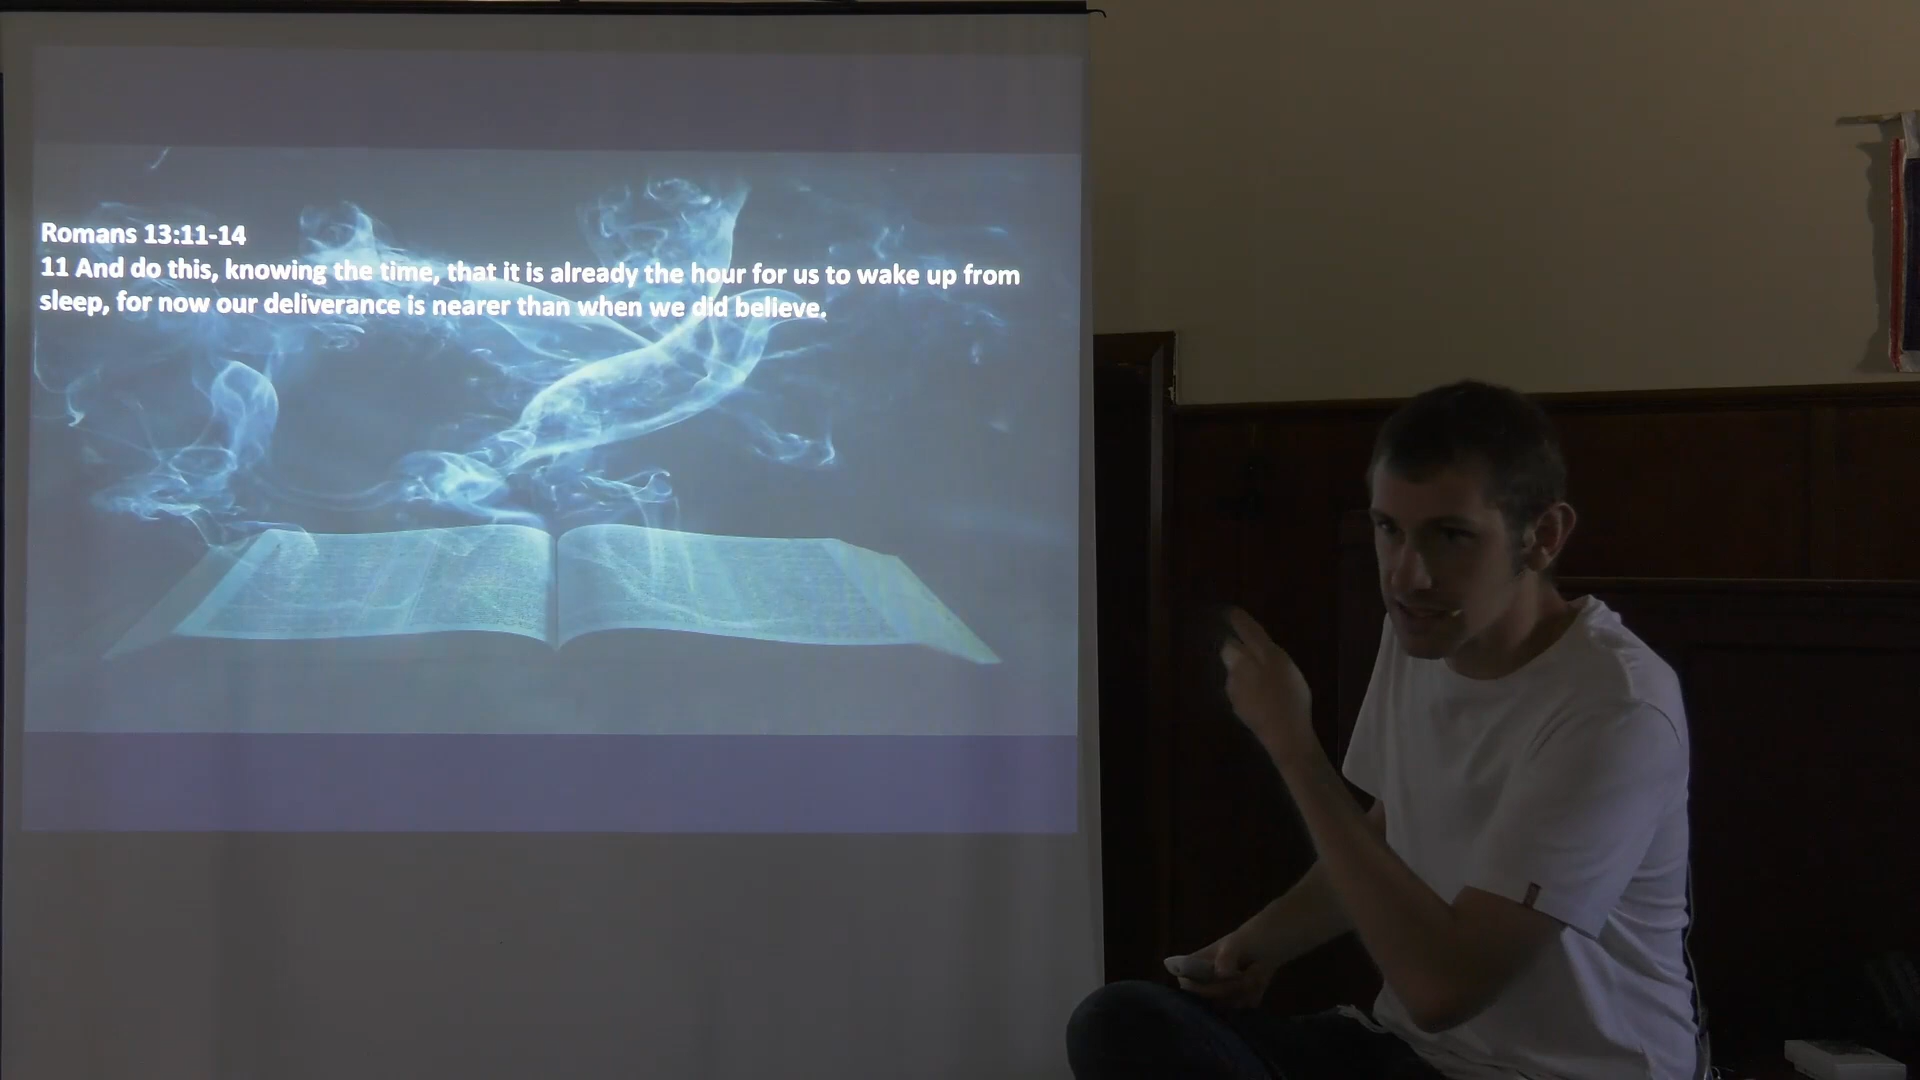 Romans 13:11-14
11 And do this, knowing the time, that it is already the hour for us to wake up from
sleep, for now our deliverance is nearer than when we did believe.